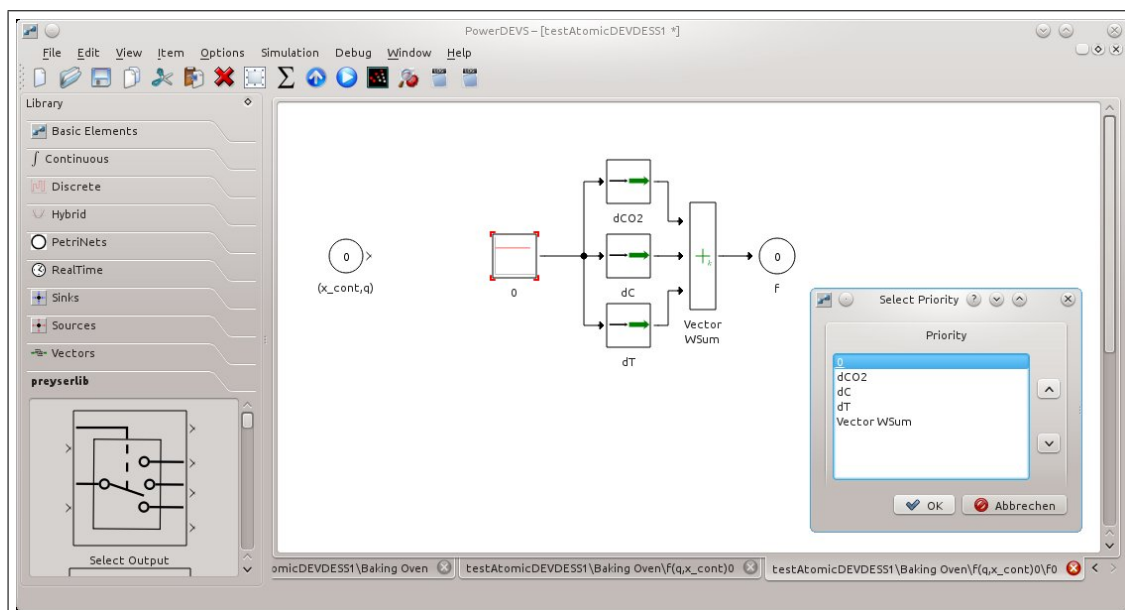 PowerDEVS – [testAtomicDEVDESS1 *]
File Edit View Item Options Simulation Debug Window Help
Library
Basic Elements
Continuous
Discrete
Hybrid
PetriNets
RealTime
Sinks
Sources
Vectors
preyserlib
Select Output
0
(x_cont,q)
0
dCO2
dC
dT
Vector
WSum
0
f
Select Priority
Priority
0
dCO2
dC
dT
Vector WSum
OK Abbrechen
omicDEVDESS1\Baking Oven testAtomicDEVDESS1\Baking Oven\f(q,x_cont)0 testAtomicDEVDESS1\Baking Oven\f(q,x_cont)0\f0